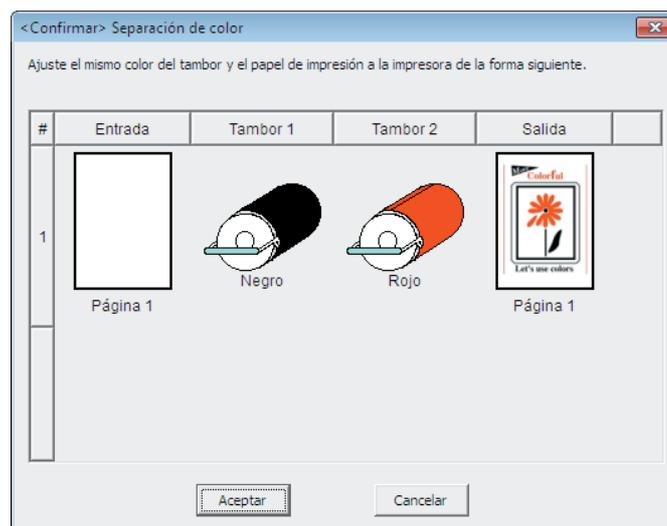 <Confirmar> Separación de color
Ajuste el mismo color del tambor y el papel de impresión a la impresora de la forma siguiente.
# Entrada Tambor 1 Tambor 2 Salida
1
Colorful
Let's use colors
Negro Rojo
Página 1 Página 1
Aceptar Cancelar